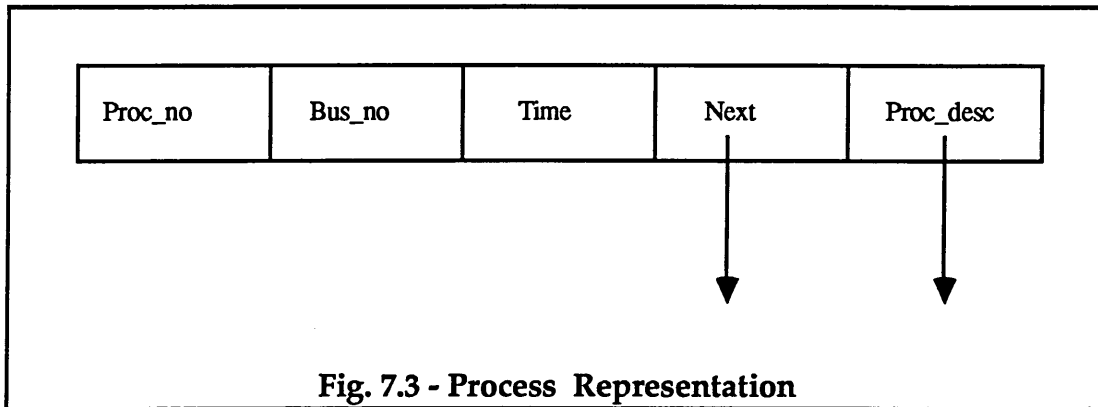 Proc_no Bus_no Time Next Proc_desc
Fig. 7.3 - Process Representation